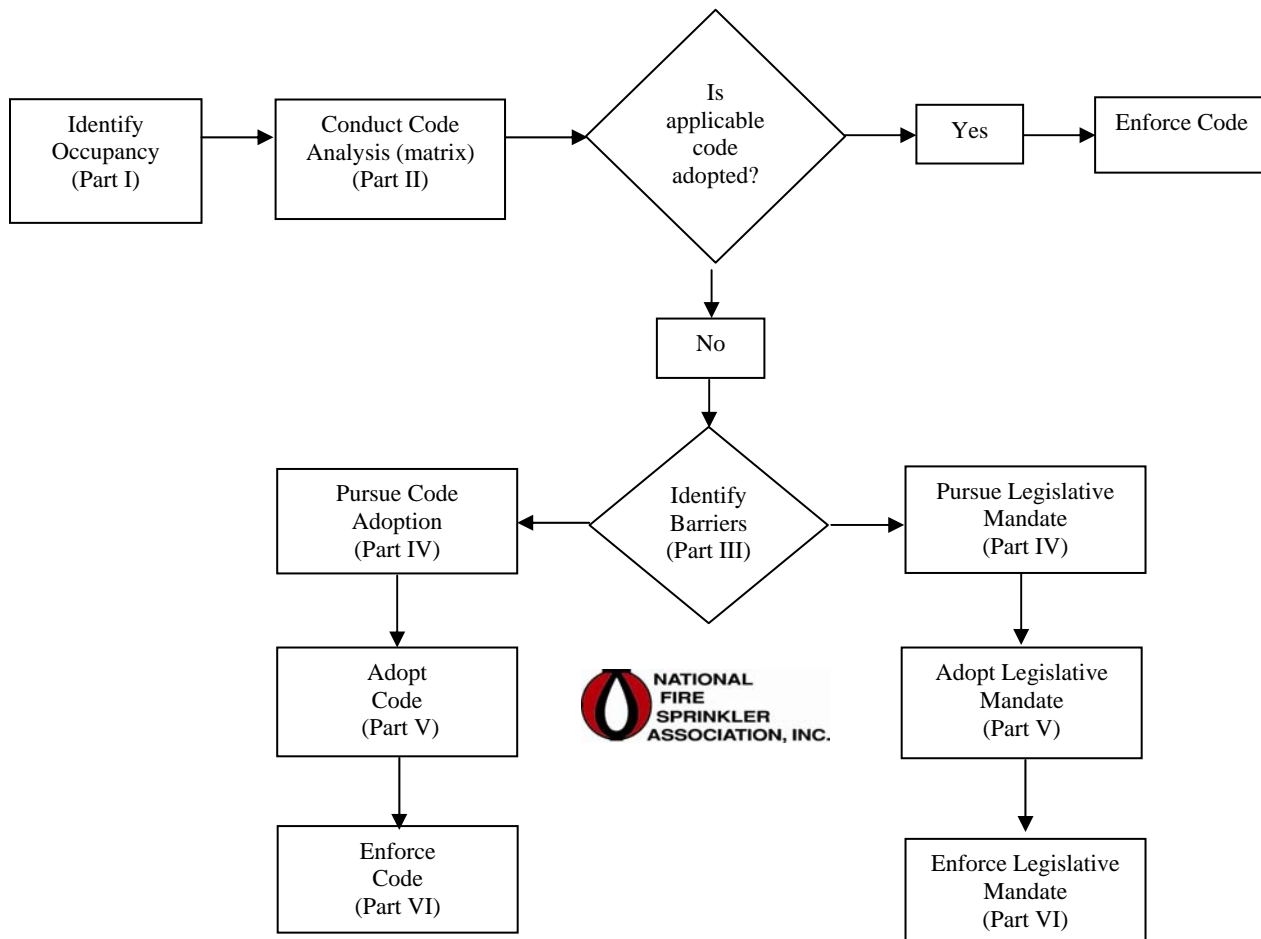 Identify
Occupancy
(Part I)
Conduct Code
Analysis (matrix)
(Part II)
Is
applicable
code
adopted?
Yes
Enforce Code
No
Identify
Barriers
(Part III)
Pursue Code
Adoption
(Part IV)
Adopt
Code
(Part V)
Enforce
Code
(Part VI)
Pursue Legislative
Mandate
(Part IV)
Adopt Legislative
Mandate
(Part V)
Enforce Legislative
Mandate
(Part VI)
NATIONAL
FIRE
SPRINKLER
ASSOCIATION, INC.